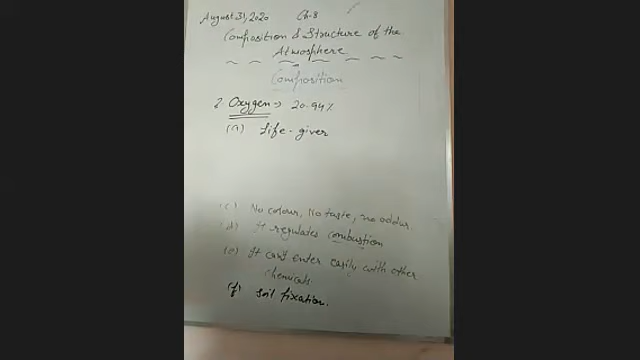 August 31, 2020 Ch-8
Composition & Structure of the
Atmosphere
Composition
2 Oxygen → 20.94%
(a) Life-giver
(c) No colour, No taste, no odour
(d) It regulates combustion
(e) It can't enter easily with other
chemicals
(f) Soil fixation.